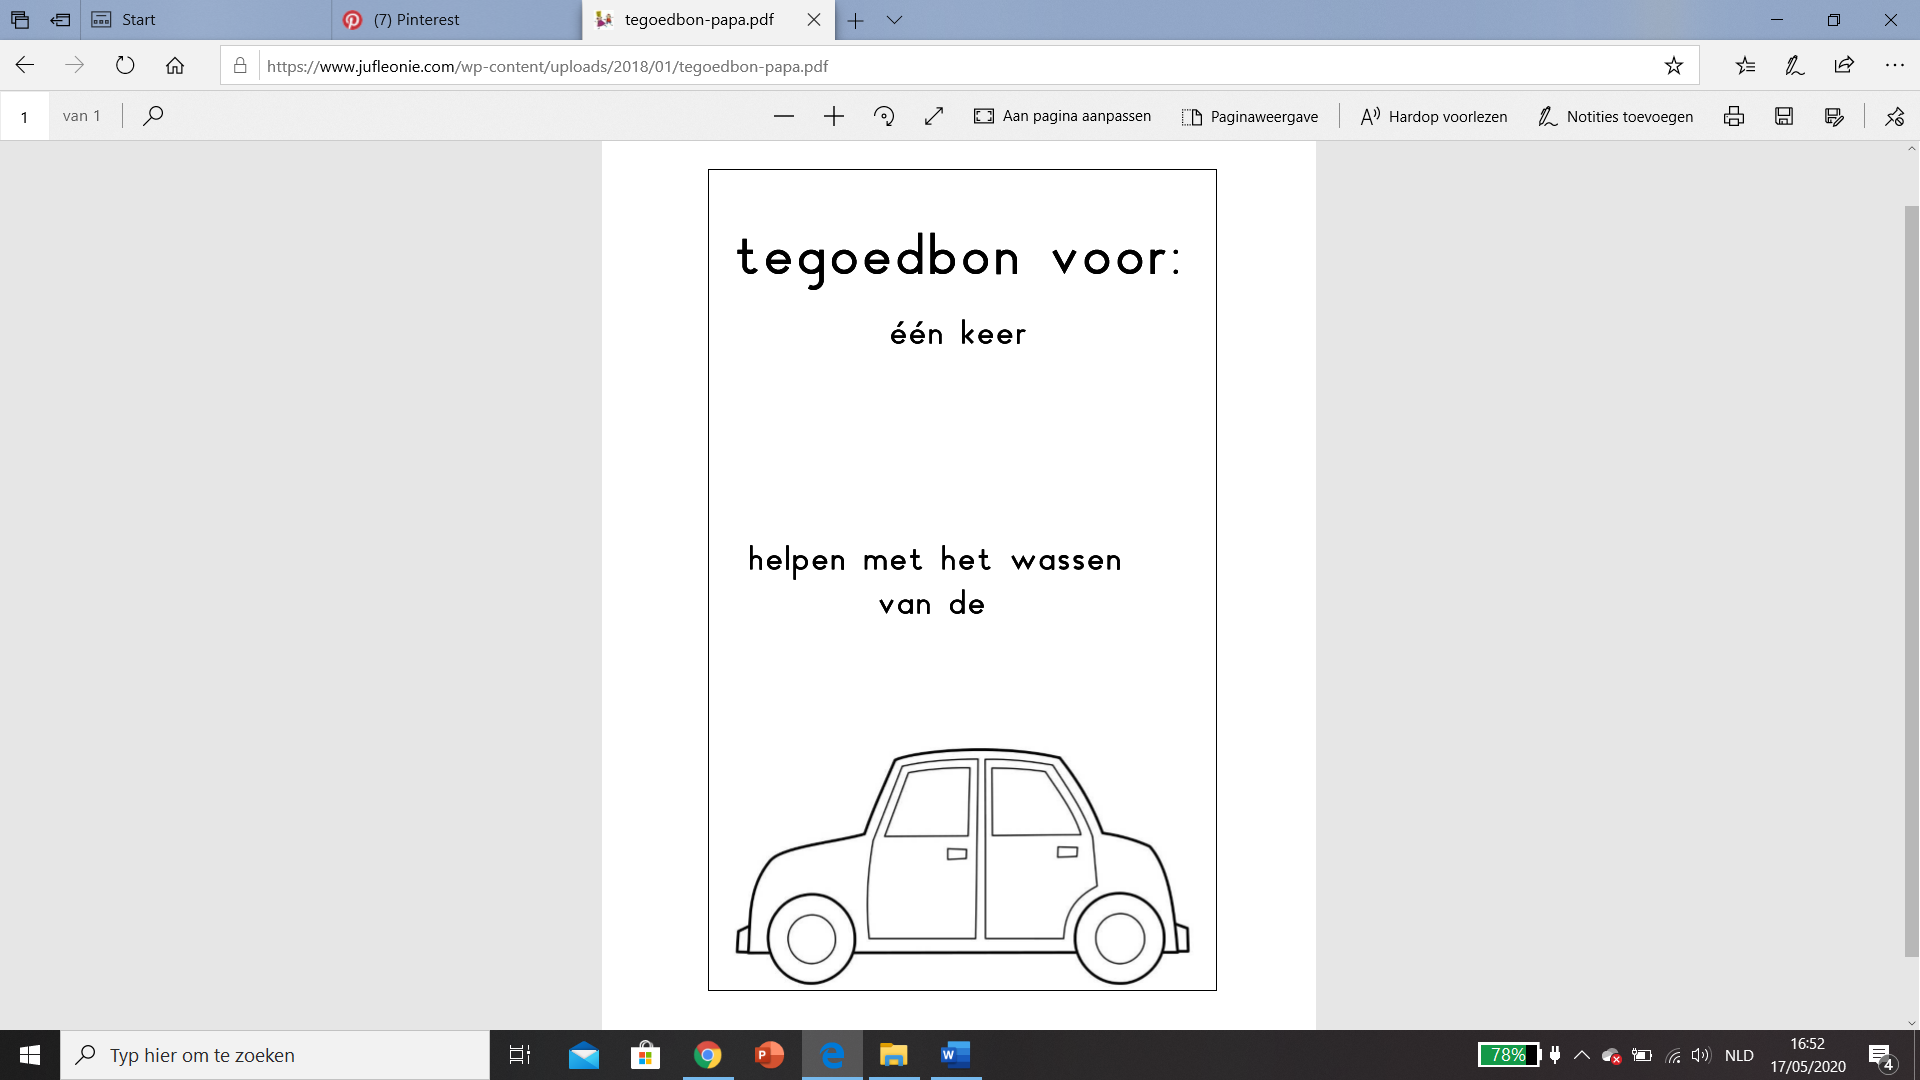 Start
(7) Pinterest
tegoedbon-papa.pdf
https://www.jufleonie.com/wp-content/uploads/2018/01/tegoedbon-papa.pdf
1 van 1
Aan pagina aanpassen
Paginaweergave
Hardop voorlezen
Notities toevoegen
tegoedbon voor:
één keer
helpen met het wassen
van de
Typ hier om te zoeken
78%
NLD
16:52
17/05/2020
4